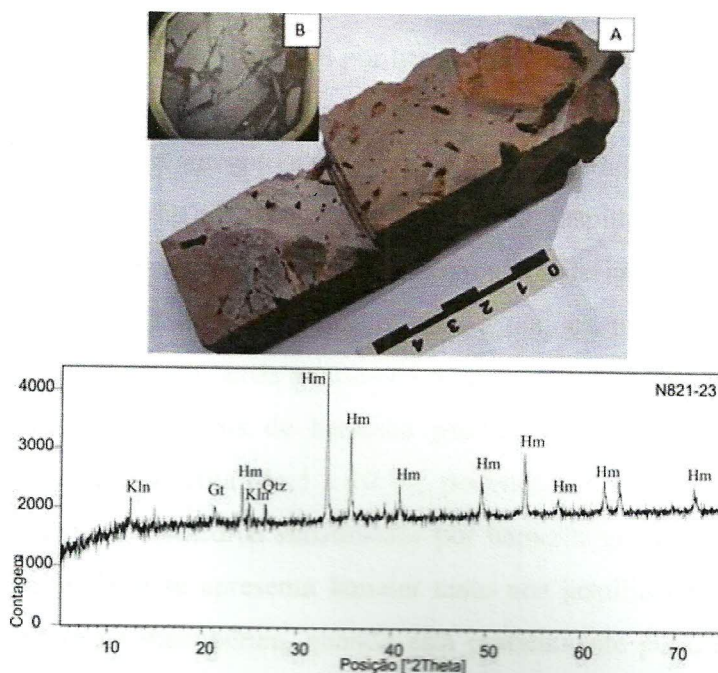 B
A
0
1
2
3
4
N821-23
Hm
Hm
Hm
Kln
Gt
Kln
Qtz
Hm
Hm
Hm
Hm
Hm
Hm
4000
3000
2000
1000
0
Contagem
10
20
30
40
50
60
70
Posição [°2Theta]